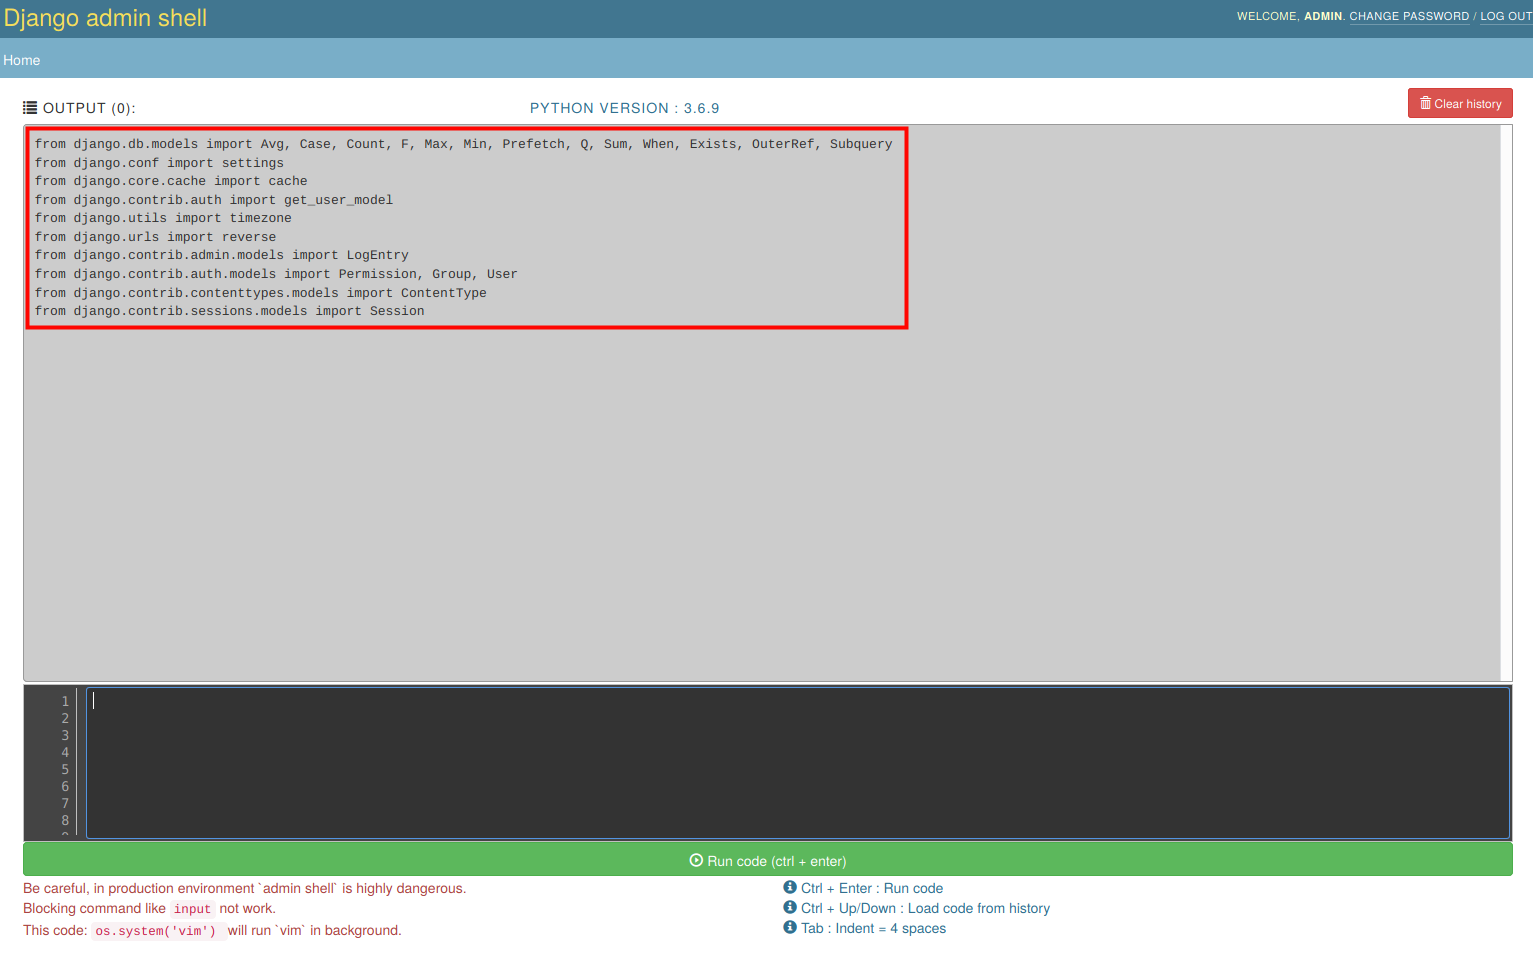 Django admin shell
WELCOME, ADMIN. CHANGE PASSWORD / LOG OUT
Home
OUTPUT (0):
PYTHON VERSION : 3.6.9
Clear history
from django.db.models import Avg, Case, Count, F, Max, Min, Prefetch, Q, Sum, When, Exists, OuterRef, Subquery
from django.conf import settings
from django.core.cache import cache
from django.contrib.auth import get_user_model
from django.utils import timezone
from django.urls import reverse
from django.contrib.admin.models import LogEntry
from django.contrib.auth.models import Permission, Group, User
from django.contrib.contenttypes.models import ContentType
from django.contrib.sessions.models import Session
1
2
3
4
5
6
7
8
Run code (ctrl + enter)
Be careful, in production environment `admin shell` is highly dangerous.
Blocking command like input not work.
This code: os.system('vim') will run `vim` in background.
Ctrl + Enter : Run code
Ctrl + Up/Down : Load code from history
Tab : Indent = 4 spaces